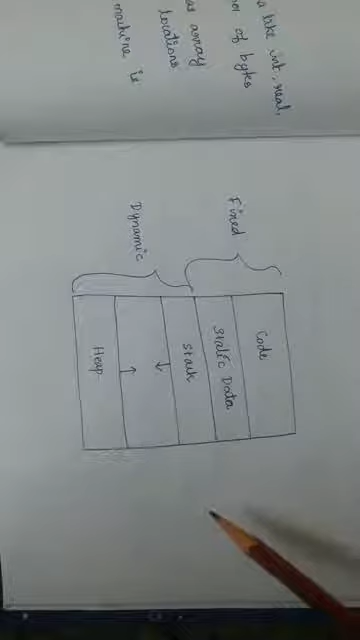 s like int, real,
of bytes
as array
locations
machine is
Fixed
Dynamic
Code
Static Data
Stack
↓
↑
Heap